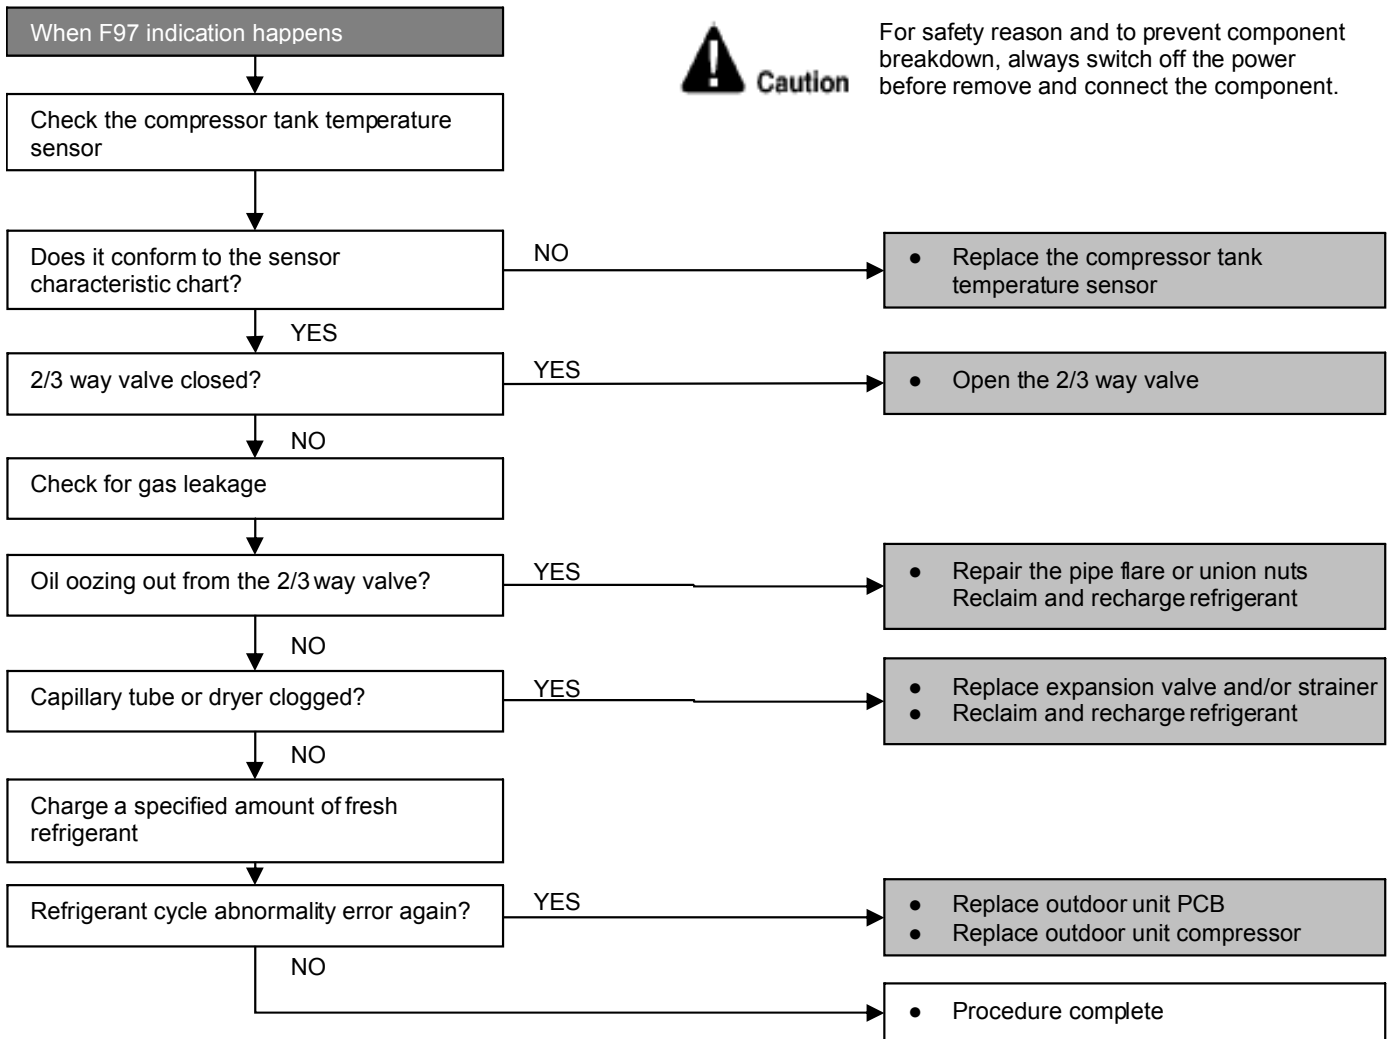 When F97 indication happens
For safety reason and to prevent component
breakdown, always switch off the power
before remove and connect the component.
Caution
Check the compressor tank temperature
sensor
Does it conform to the sensor
characteristic chart?
NO
● Replace the compressor tank
temperature sensor
YES
2/3 way valve closed?
YES
● Open the 2/3 way valve
NO
Check for gas leakage
Oil oozing out from the 2/3 way valve?
YES
● Repair the pipe flare or union nuts
Reclaim and recharge refrigerant
NO
Capillary tube or dryer clogged?
YES
● Replace expansion valve and/or strainer
● Reclaim and recharge refrigerant
NO
Charge a specified amount of fresh
refrigerant
Refrigerant cycle abnormality error again?
YES
● Replace outdoor unit PCB
● Replace outdoor unit compressor
NO
● Procedure complete